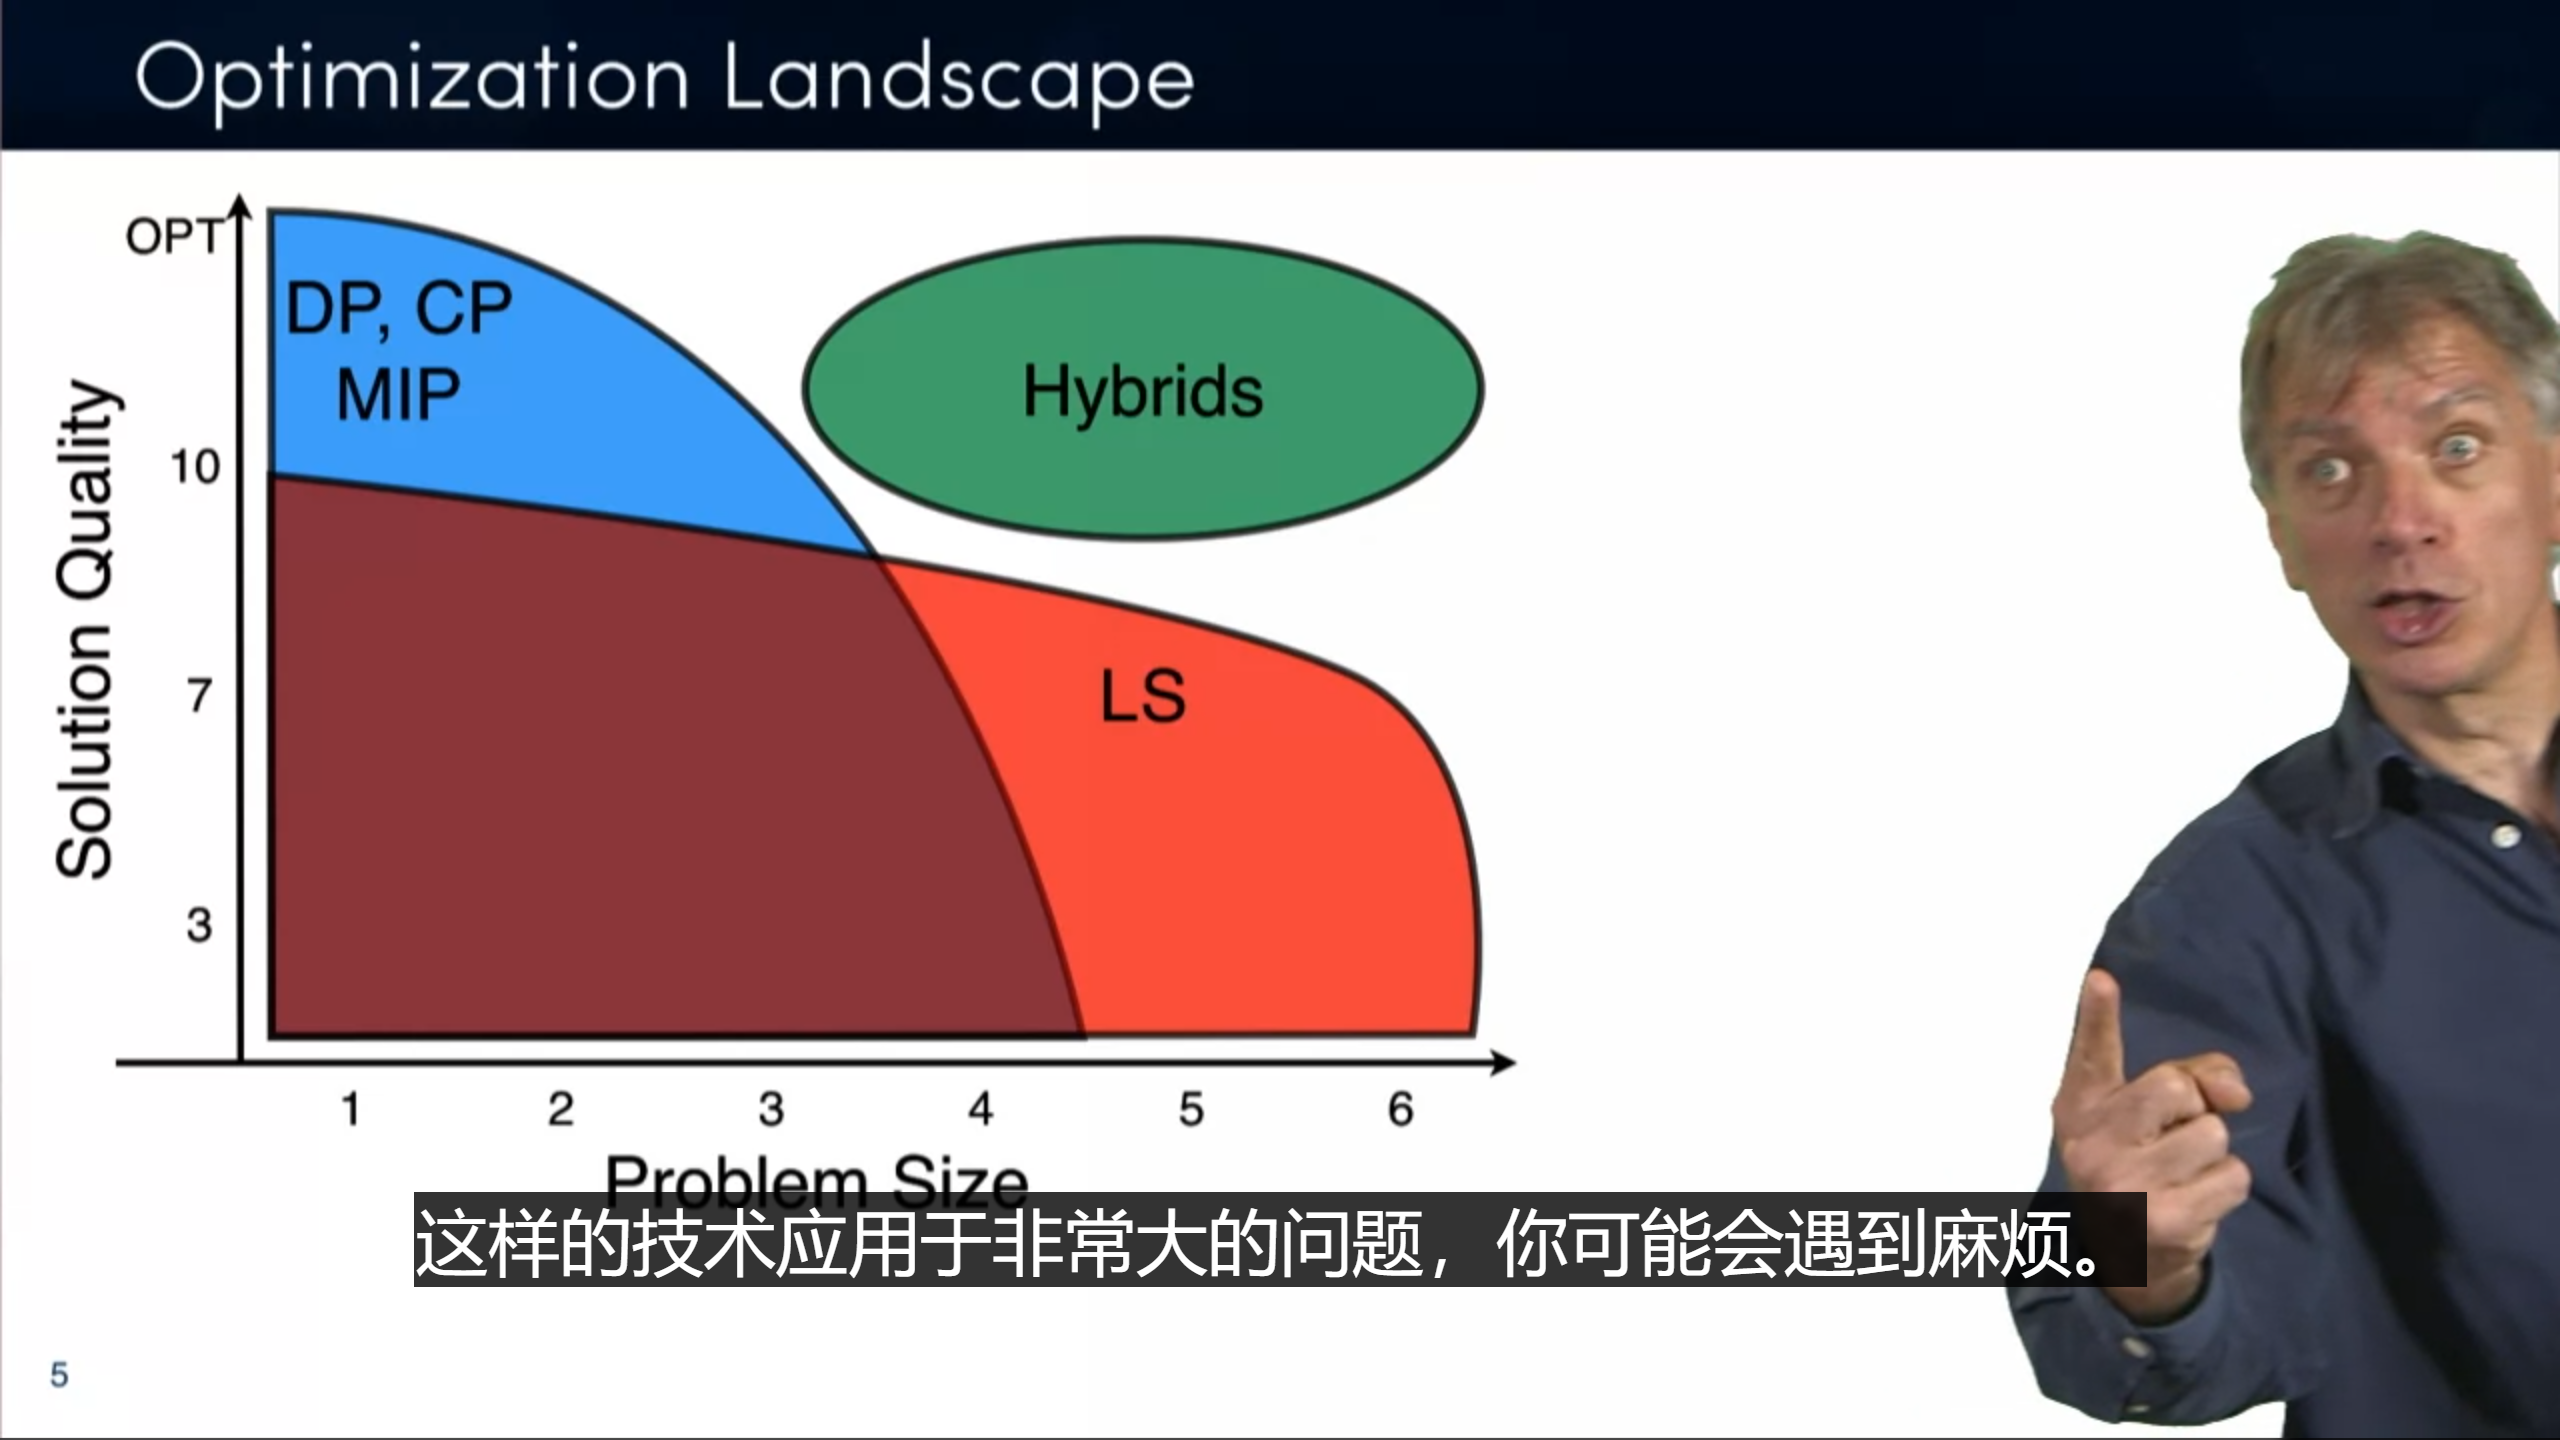 Optimization Landscape
OPT
DP, CP
MIP
Hybrids
10
Solution Quality
7
LS
3
1 2 3 4 5 6
Problem Size
这样的技术应用于非常大的问题，你可能会遇到麻烦。
5